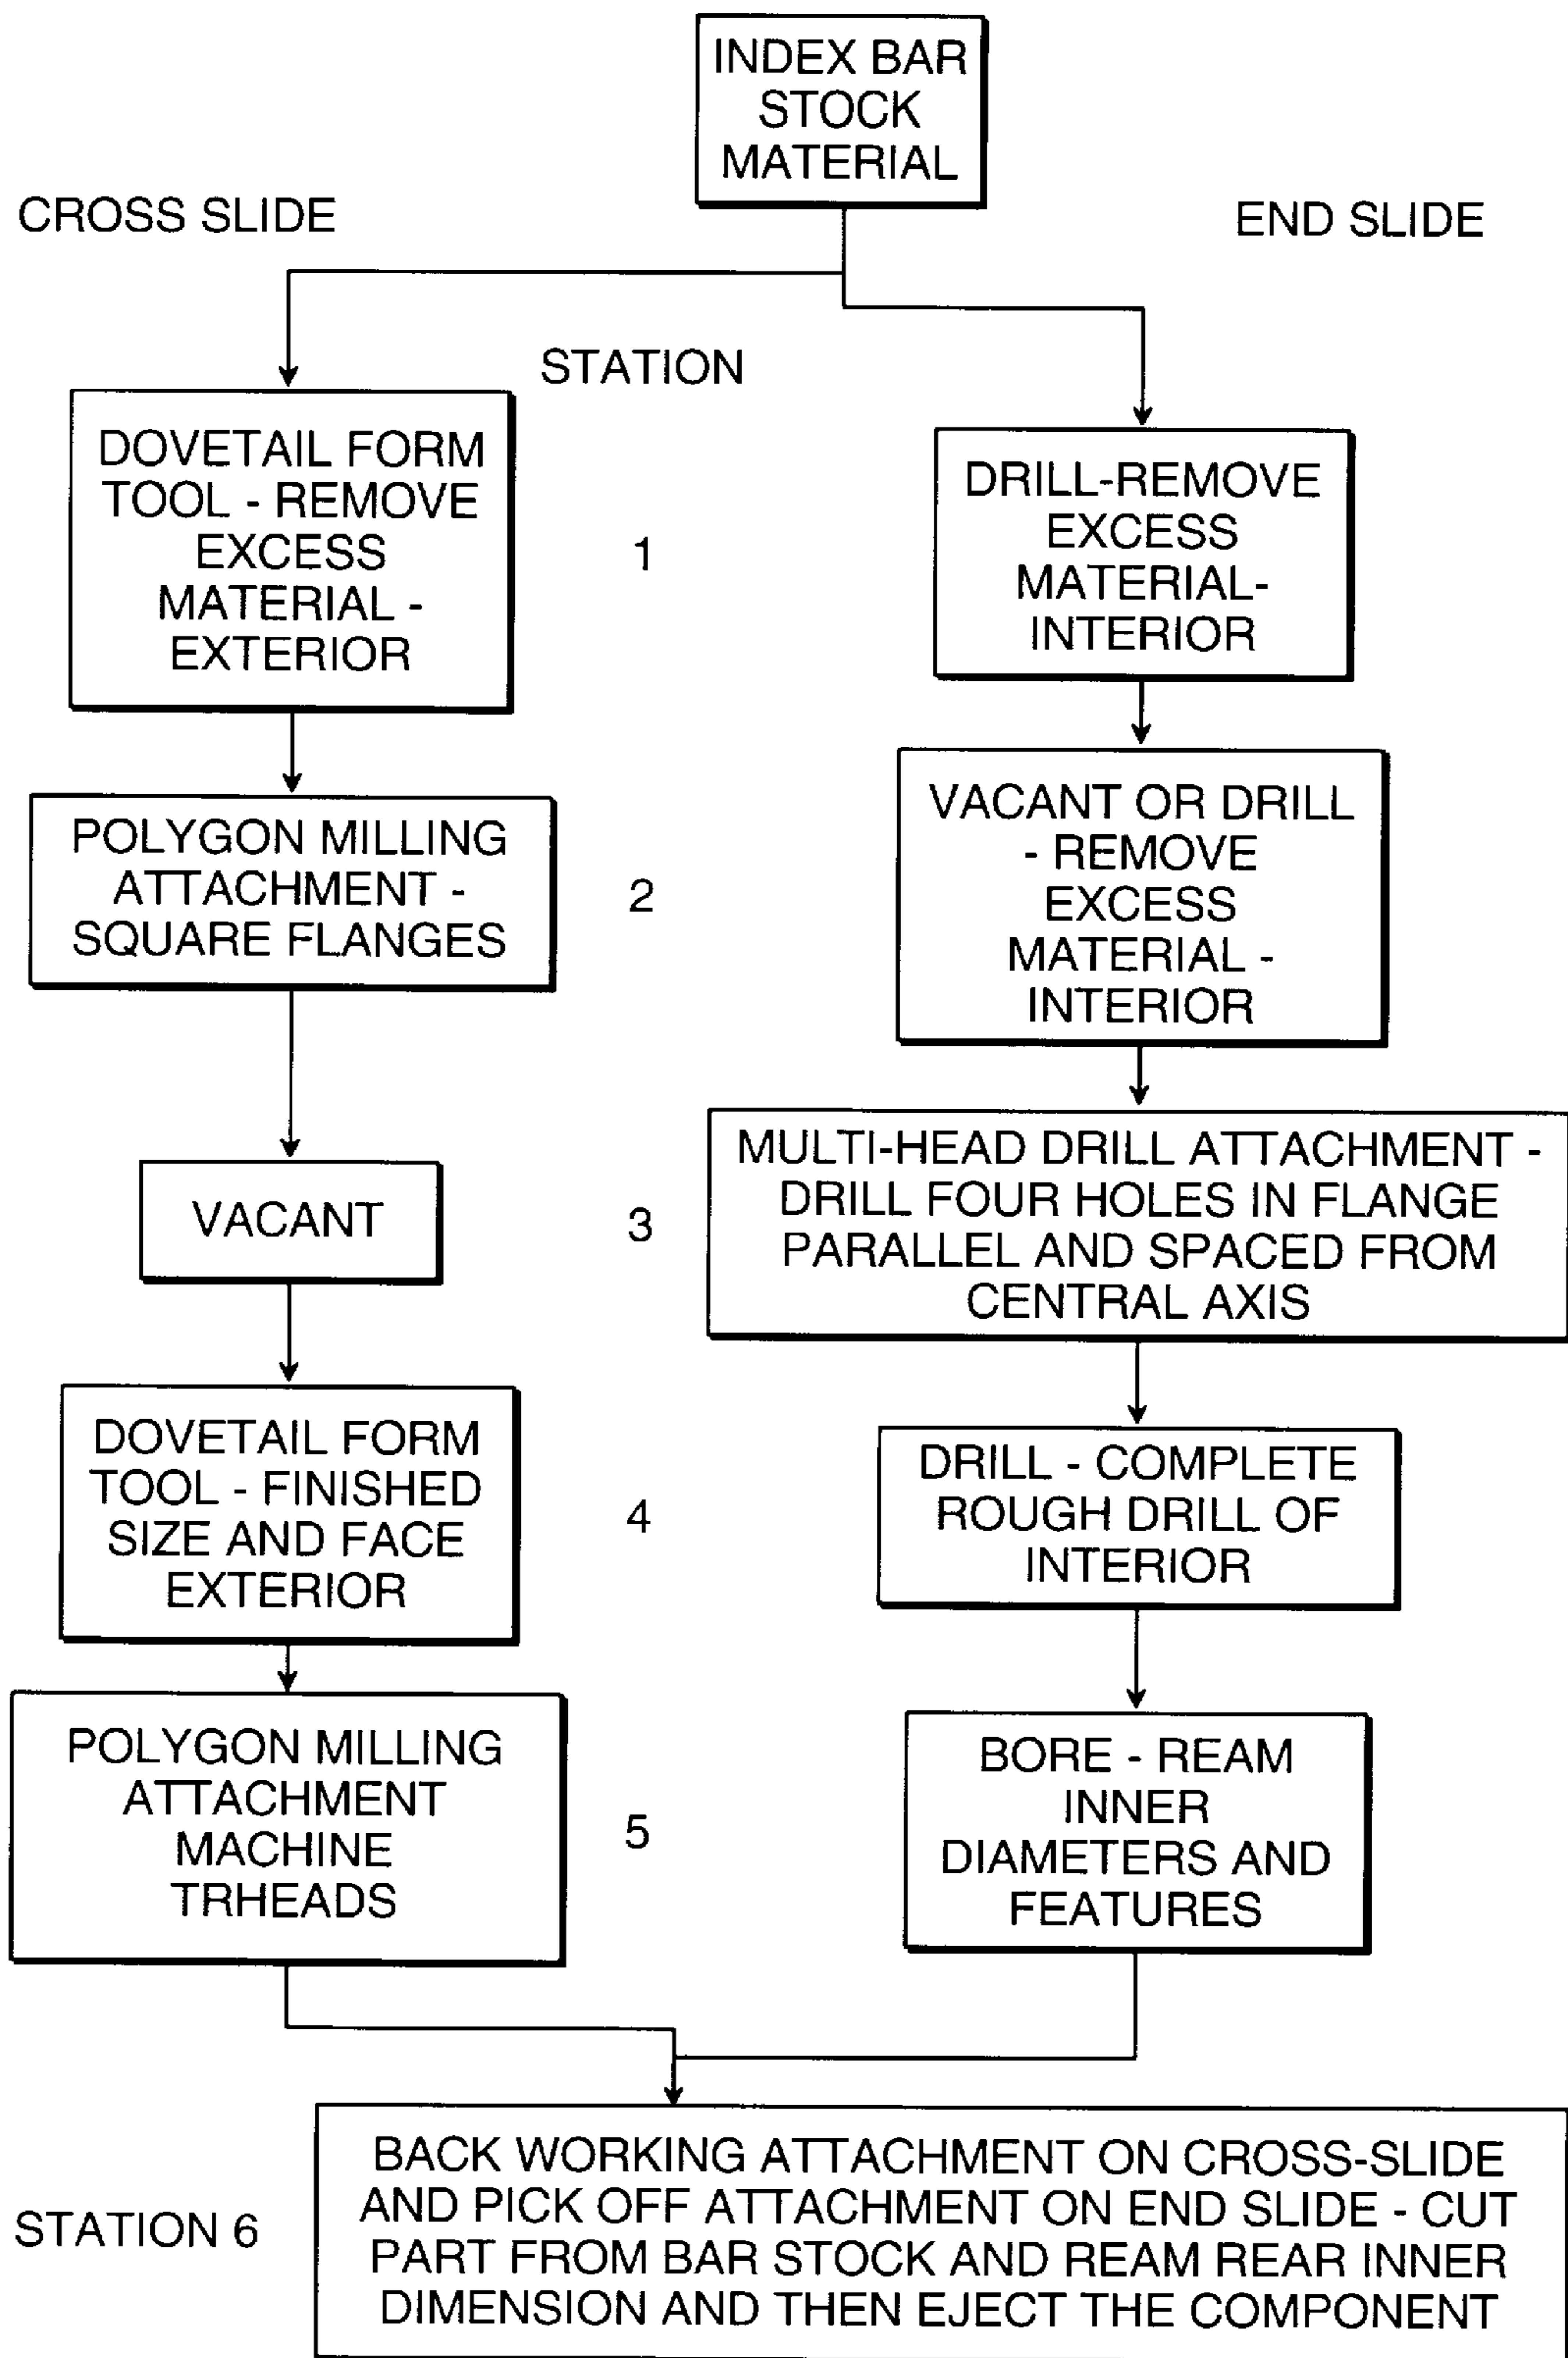 INDEX BAR
STOCK
MATERIAL
CROSS SLIDE
END SLIDE
STATION
DOVETAIL FORM
TOOL - REMOVE
EXCESS
MATERIAL -
EXTERIOR
1
DRILL-REMOVE
EXCESS
MATERIAL-
INTERIOR
POLYGON MILLING
ATTACHMENT -
SQUARE FLANGES
2
VACANT OR DRILL
- REMOVE
EXCESS
MATERIAL -
INTERIOR
VACANT
3
MULTI-HEAD DRILL ATTACHMENT -
DRILL FOUR HOLES IN FLANGE
PARALLEL AND SPACED FROM
CENTRAL AXIS
DOVETAIL FORM
TOOL - FINISHED
SIZE AND FACE
EXTERIOR
4
DRILL - COMPLETE
ROUGH DRILL OF
INTERIOR
POLYGON MILLING
ATTACHMENT
MACHINE
TRHEADS
5
BORE - REAM
INNER
DIAMETERS AND
FEATURES
STATION 6
BACK WORKING ATTACHMENT ON CROSS-SLIDE
AND PICK OFF ATTACHMENT ON END SLIDE - CUT
PART FROM BAR STOCK AND REAM REAR INNER
DIMENSION AND THEN EJECT THE COMPONENT